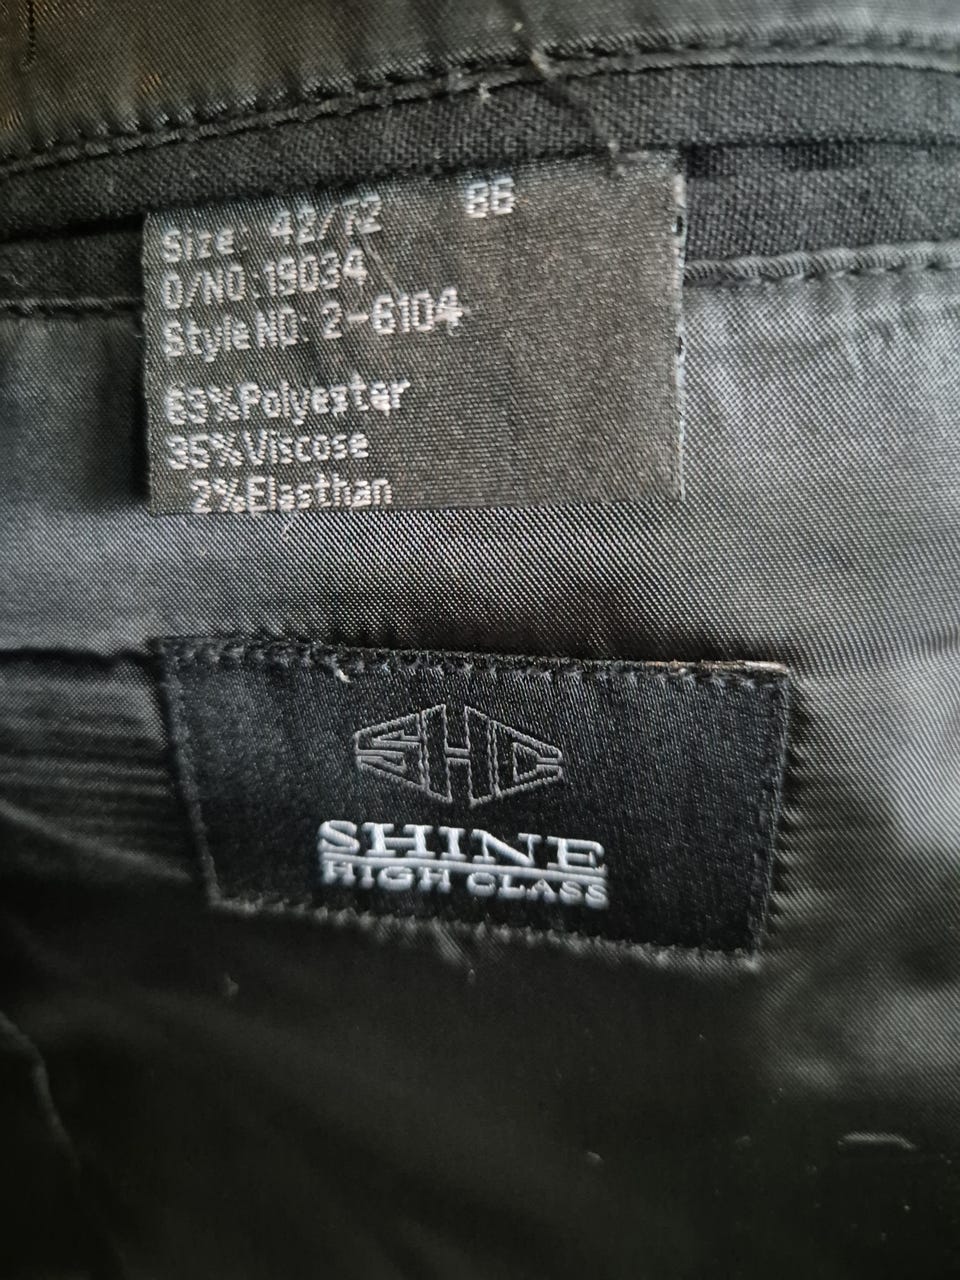 Size: 42/72 BB
O/NO:19034
Style NO: 2-6104
63%Polyester
35%Viscose
2%Elasthan
SHC
SHINE
HIGH CLASS